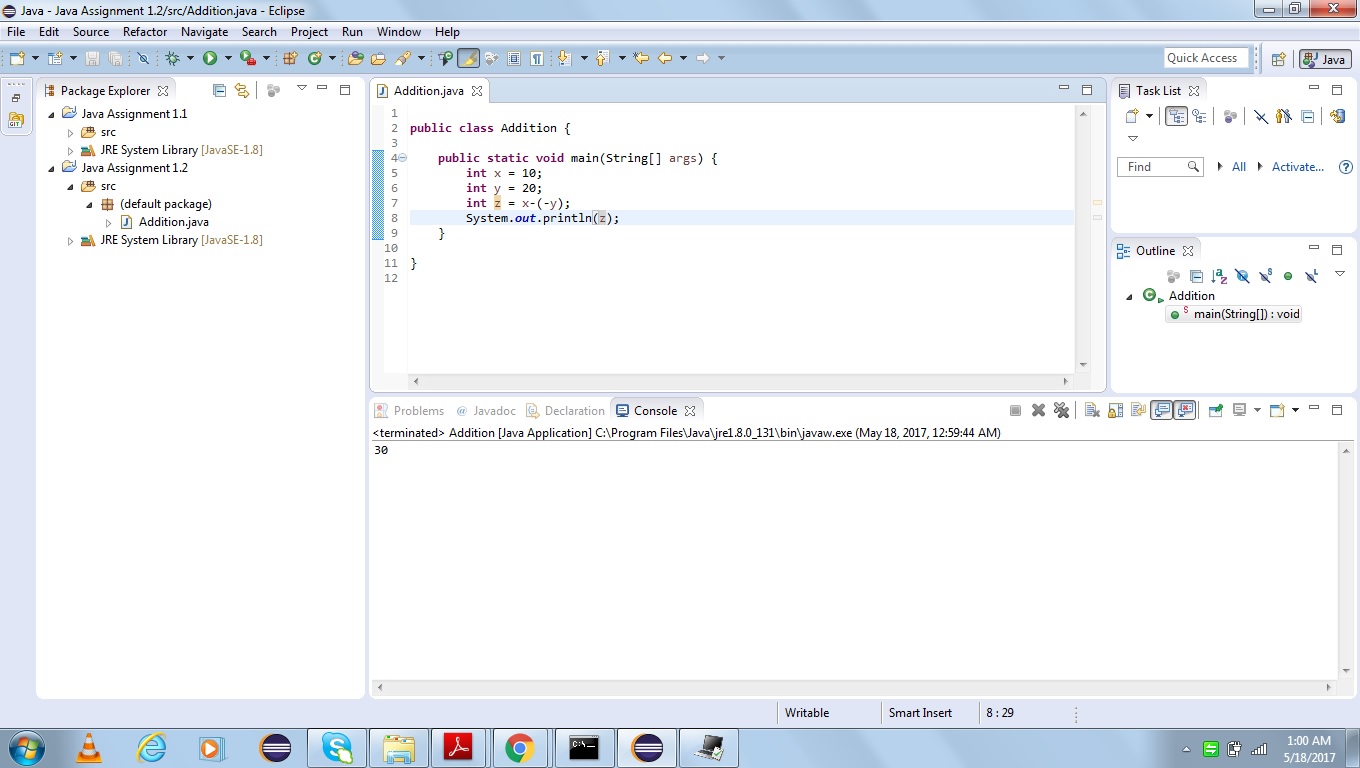 Java - Java Assignment 1.2/src/Addition.java - Eclipse
File Edit Source Refactor Navigate Search Project Run Window Help
Quick Access
Java
Package Explorer
Java Assignment 1.1
src
JRE System Library [JavaSE-1.8]
Java Assignment 1.2
src
(default package)
Addition.java
JRE System Library [JavaSE-1.8]
GIT
Addition.java
1
2 public class Addition {
3
4 public static void main(String[] args) {
5 int x = 10;
6 int y = 20;
7 int z = x-(-y);
8 System.out.println(z);
9 }
10
11 }
12
Task List
Find
All
Activate...
Outline
Addition
main(String[]) : void
Problems @ Javadoc Declaration Console
<terminated> Addition [Java Application] C:\Program Files\Java\jre1.8.0_131\bin\javaw.exe (May 18, 2017, 12:59:44 AM)
30
Writable Smart Insert 8 : 29
1:00 AM
5/18/2017